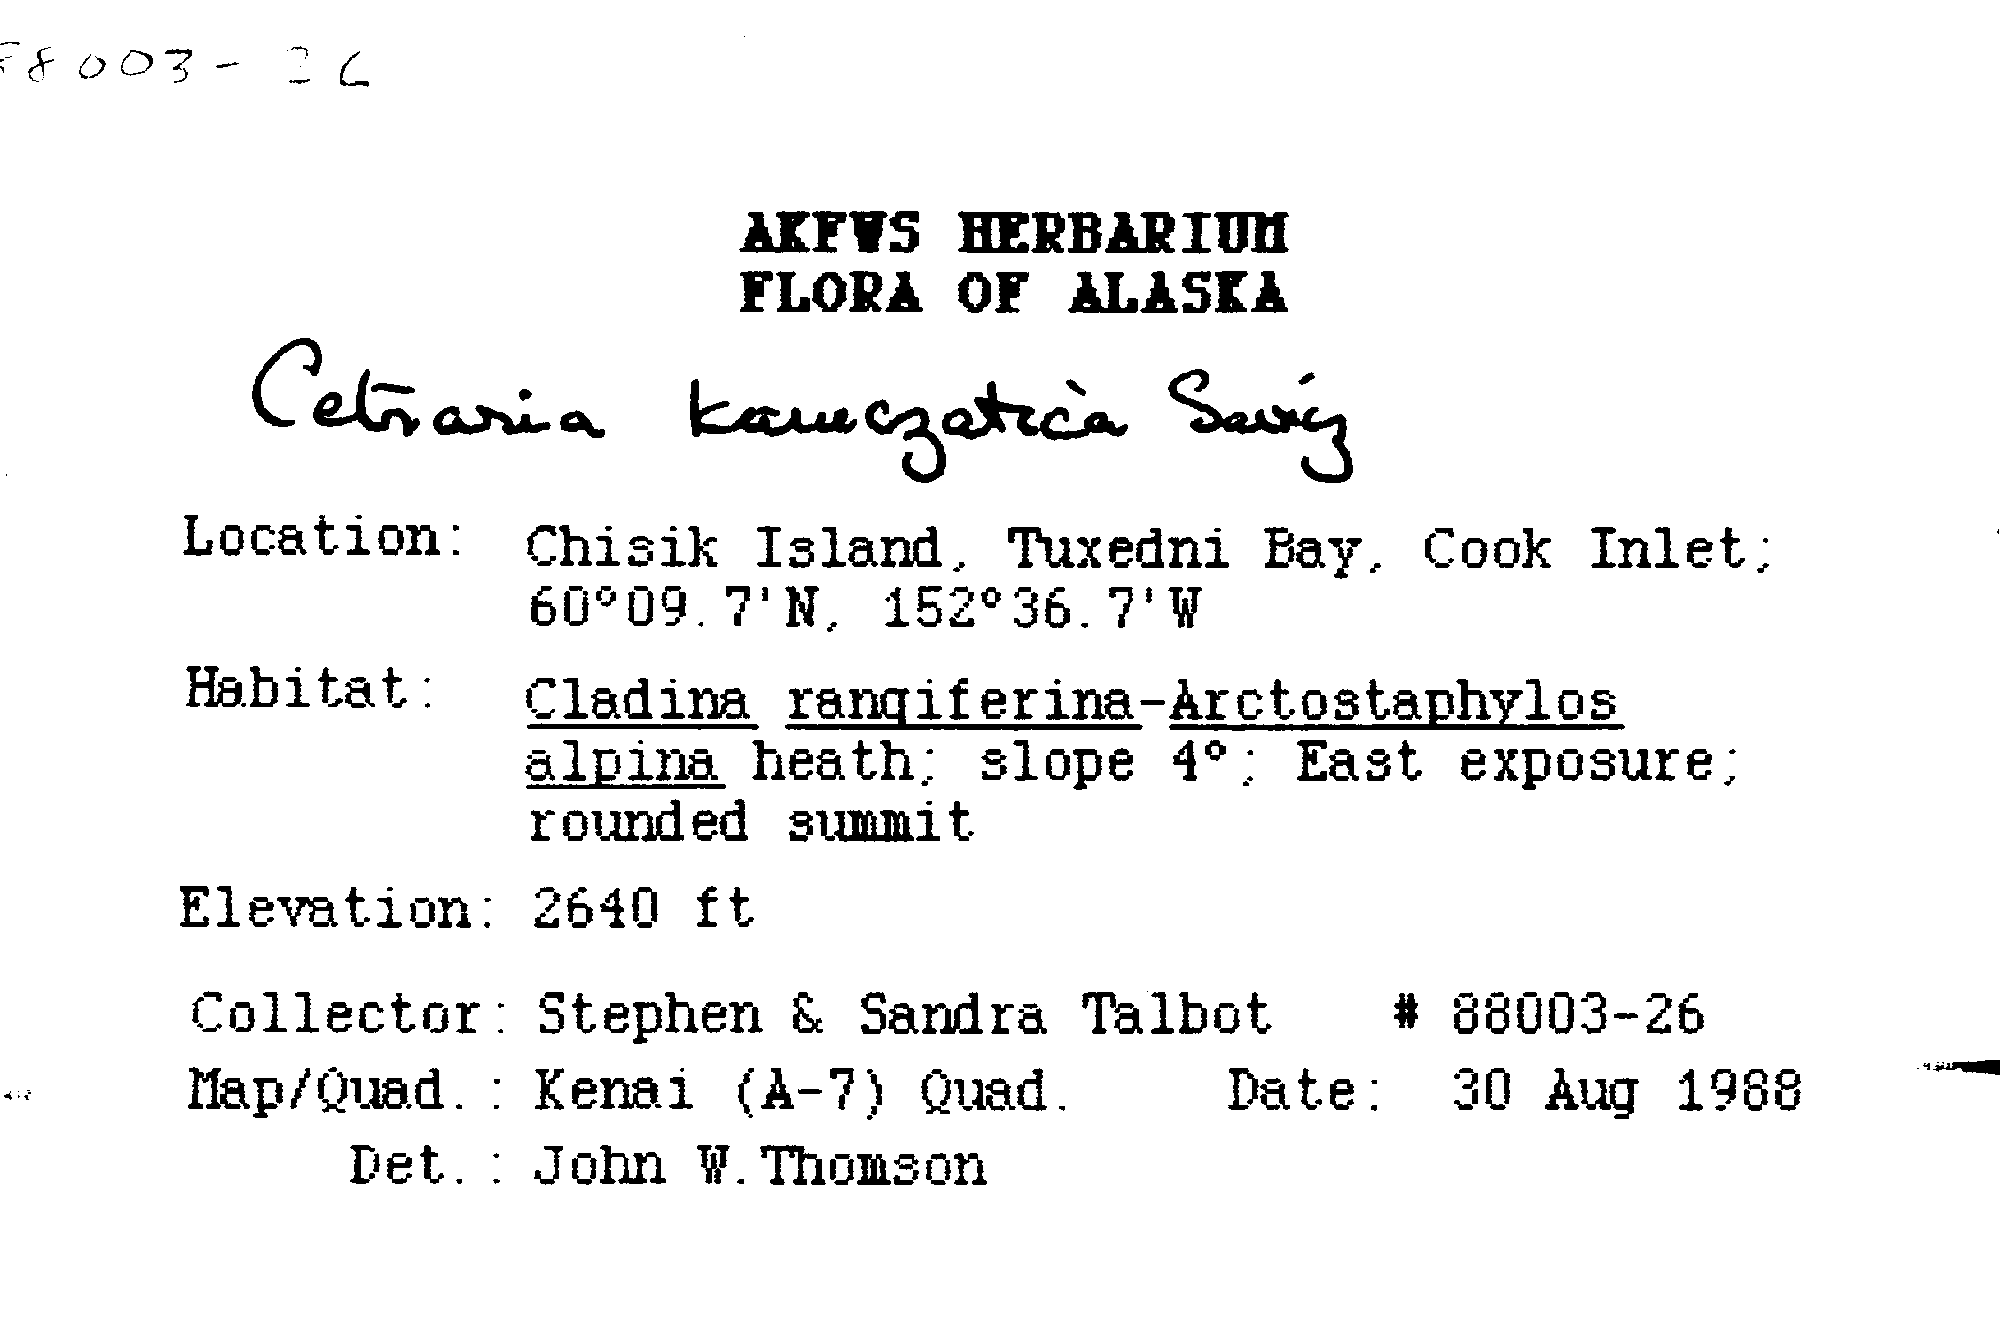 88003-26
AKFWS HERBARIUM
FLORA OF ALASKA
Cetraria kamczatica Savicz
Location: Chisik Island, Tuxedni Bay, Cook Inlet;
60°09.7'N, 152°36.7'W
Habitat: Cladina rangiferina-Arctostaphylos
alpina heath; slope 4°; East exposure;
rounded summit
Elevation: 2640 ft
Collector: Stephen & Sandra Talbot # 88003-26
Map/Quad.: Kenai (A-7) Quad. Date: 30 Aug 1988
Det.: John W.Thomson